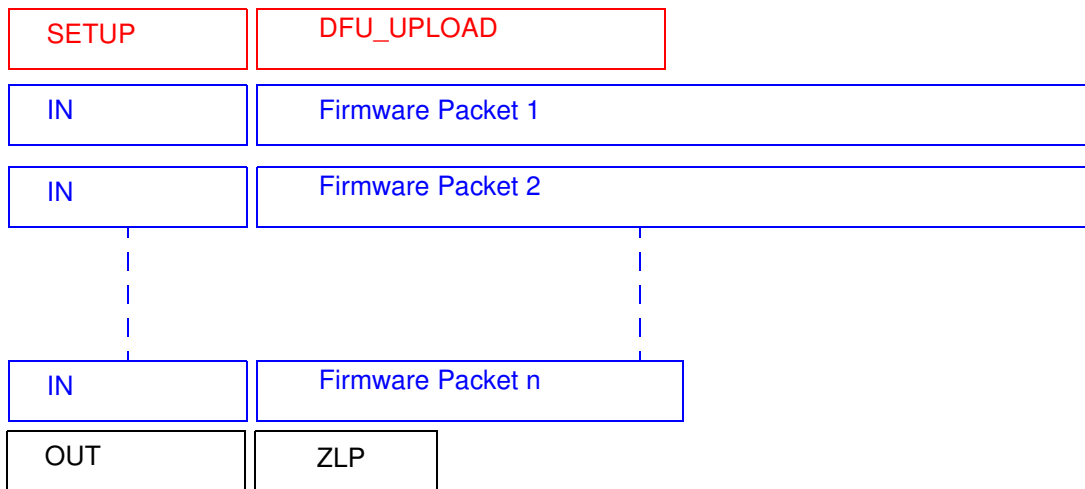 SETUP DFU_UPLOAD
IN Firmware Packet 1
IN Firmware Packet 2
IN Firmware Packet n
OUT ZLP